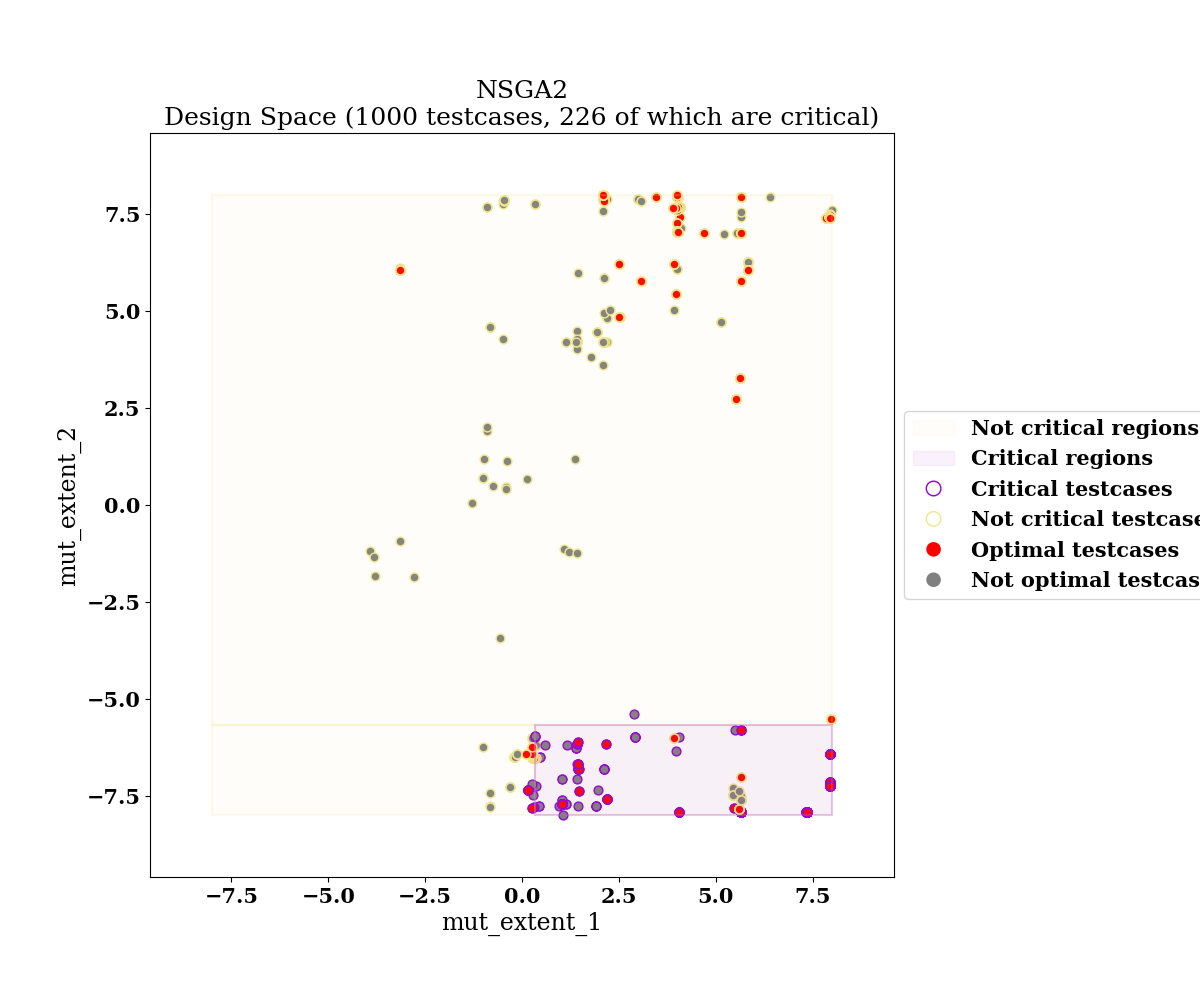 NSGA2
Design Space (1000 testcases, 226 of which are critical)
7.5
5.0
2.5
0.0
−2.5
−5.0
−7.5
mut_extent_2
−7.5
−5.0
−2.5
0.0
2.5
5.0
7.5
mut_extent_1
Not critical regions
Critical regions
Critical testcases
Not critical testcase
Optimal testcases
Not optimal testcas